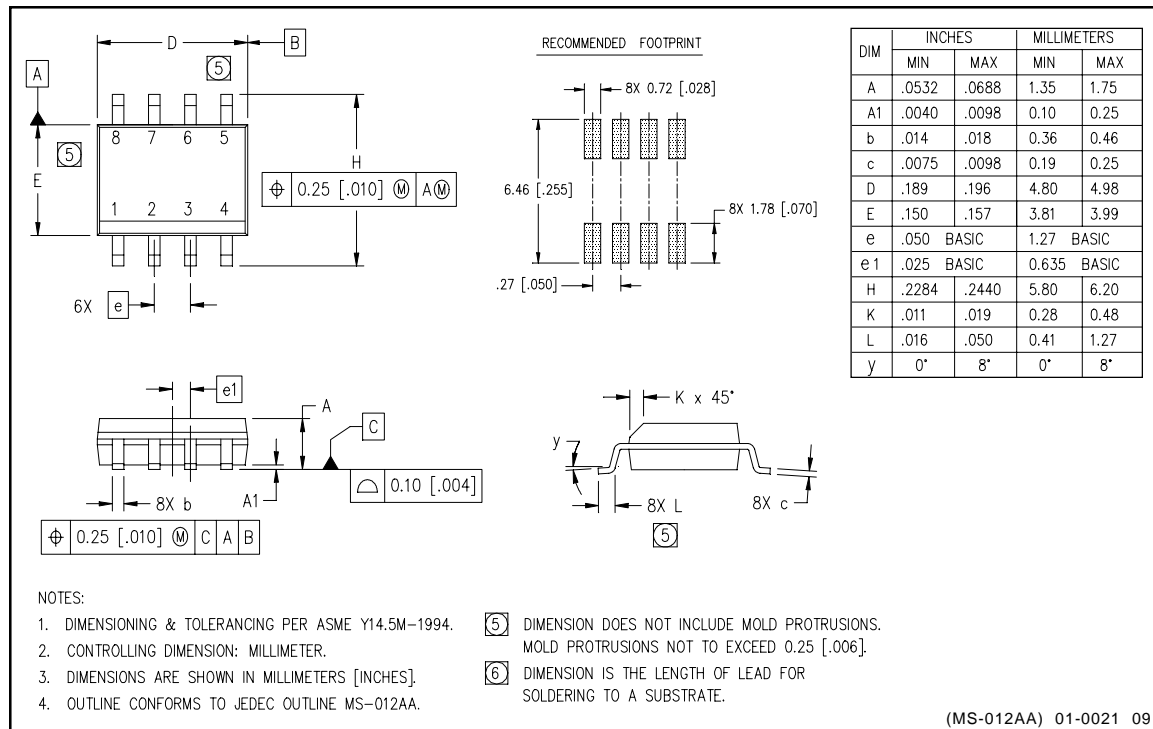 D
B
A
5
8 7 6 5
5
E
H
⌖ 0.25 [.010] Ⓜ AⓂ
1 2 3 4
6X e
RECOMMENDED FOOTPRINT
8X 0.72 [.028]
6.46 [.255]
8X 1.78 [.070]
.27 [.050]
DIM INCHES MILLIMETERS
MIN MAX MIN MAX
A .0532 .0688 1.35 1.75
A1 .0040 .0098 0.10 0.25
b .014 .018 0.36 0.46
c .0075 .0098 0.19 0.25
D .189 .196 4.80 4.98
E .150 .157 3.81 3.99
e .050 BASIC 1.27 BASIC
e1 .025 BASIC 0.635 BASIC
H .2284 .2440 5.80 6.20
K .011 .019 0.28 0.48
L .016 .050 0.41 1.27
y 0° 8° 0° 8°
e1
A
C
8X b
A1
⌓ 0.10 [.004]
⌖ 0.25 [.010] Ⓜ C A B
K x 45°
y
8X L
8X c
5
NOTES:
1. DIMENSIONING & TOLERANCING PER ASME Y14.5M-1994.
2. CONTROLLING DIMENSION: MILLIMETER.
3. DIMENSIONS ARE SHOWN IN MILLIMETERS [INCHES].
4. OUTLINE CONFORMS TO JEDEC OUTLINE MS-012AA.
5 DIMENSION DOES NOT INCLUDE MOLD PROTRUSIONS.
MOLD PROTRUSIONS NOT TO EXCEED 0.25 [.006].
6 DIMENSION IS THE LENGTH OF LEAD FOR
SOLDERING TO A SUBSTRATE.
(MS-012AA) 01-0021 09